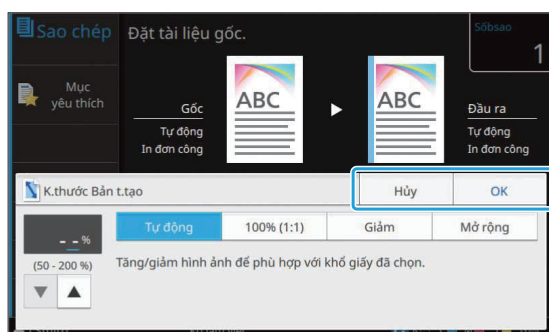 Sao chép
Đặt tài liệu gốc.
Sốbsao
1
Mục
yêu thích
Gốc
Tự động
In đơn công
ABC
ABC
Đầu ra
Tự động
In đơn công
K.thước Bản t.tạo
Hủy
OK
- - %
(50 - 200 %)
Tự động
100% (1:1)
Giảm
Mở rộng
Tăng/giảm hình ảnh để phù hợp với khổ giấy đã chọn.